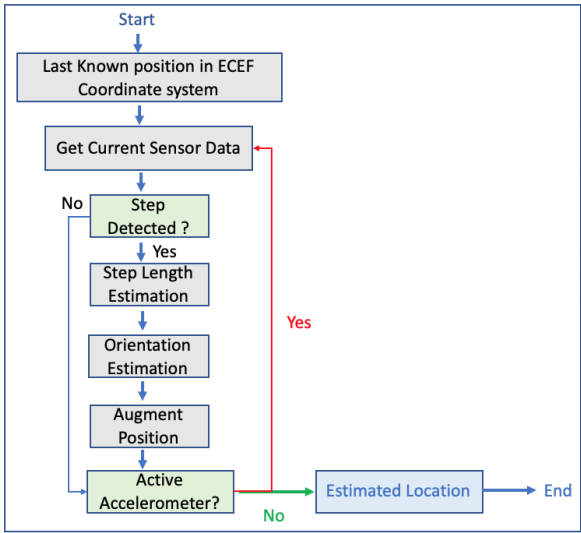 Start
Last Known position in ECEF
Coordinate system
Get Current Sensor Data
No
Step
Detected ?
Yes
Step Length
Estimation
Yes
Orientation
Estimation
Augment
Position
Active
Accelerometer?
Estimated Location
End
No